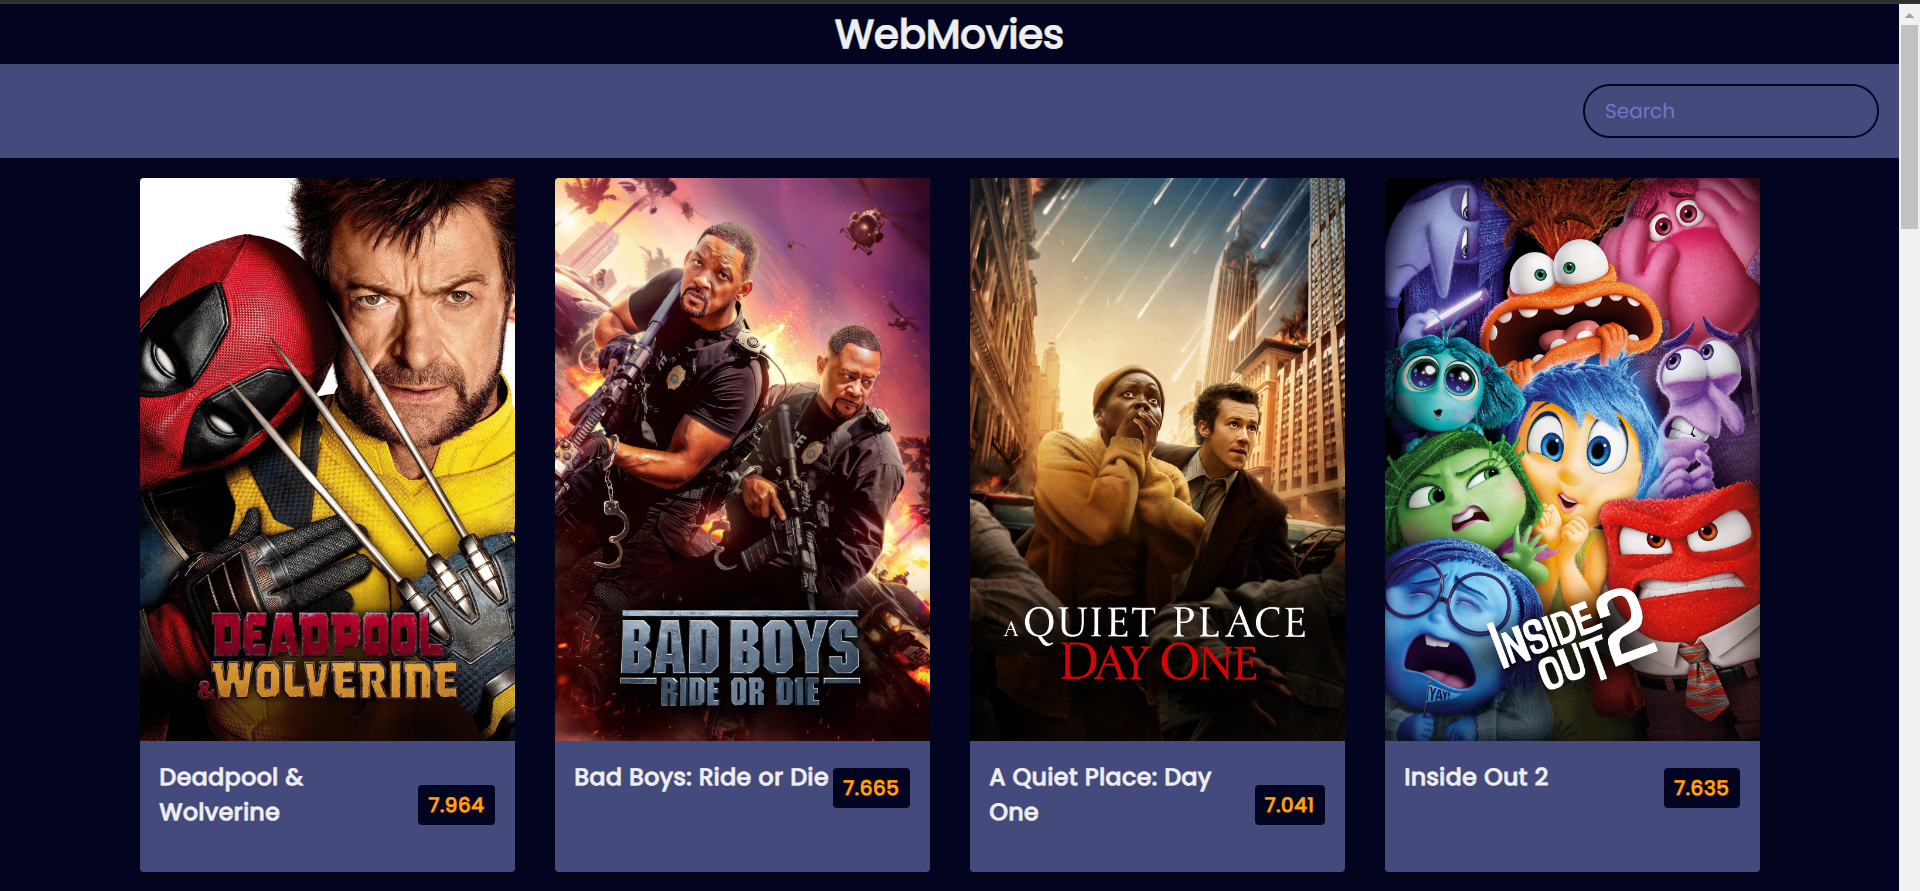 WebMovies
Search
DEADPOOL
&WOLVERINE
BAD BOYS
RIDE OR DIE
A QUIET PLACE
DAY ONE
INSIDE
OUT 2
YAY!
Deadpool &
Wolverine
7.964
Bad Boys: Ride or Die
7.665
A Quiet Place: Day
One
7.041
Inside Out 2
7.635